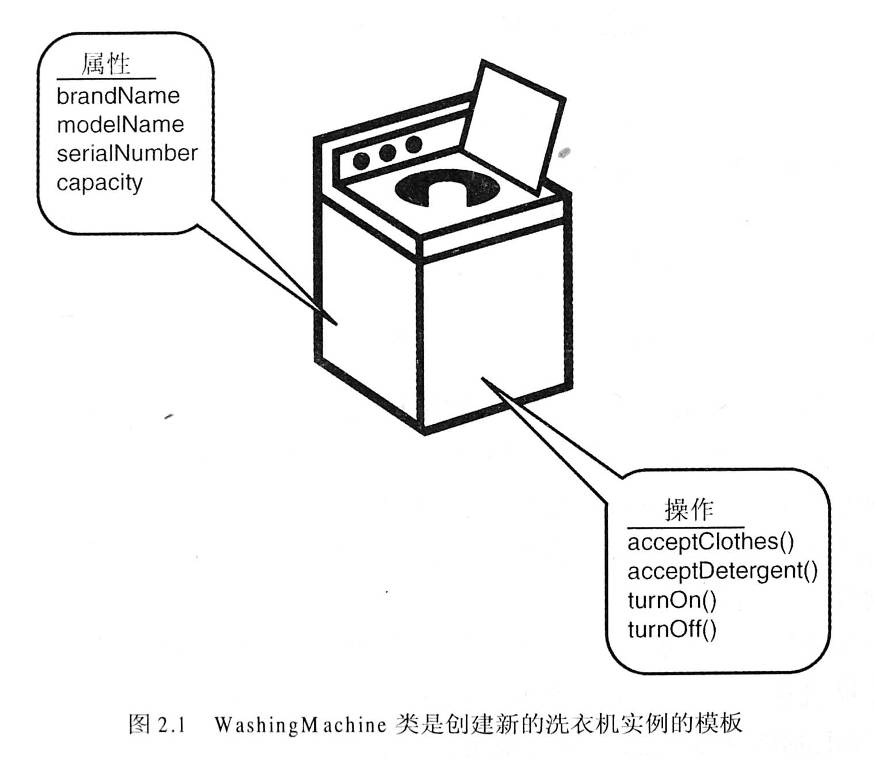 属性
brandName
modelName
serialNumber
capacity
操作
acceptClothes()
acceptDetergent()
turnOn()
turnOff()
图 2.1 WashingMachine 类是创建新的洗衣机实例的模板